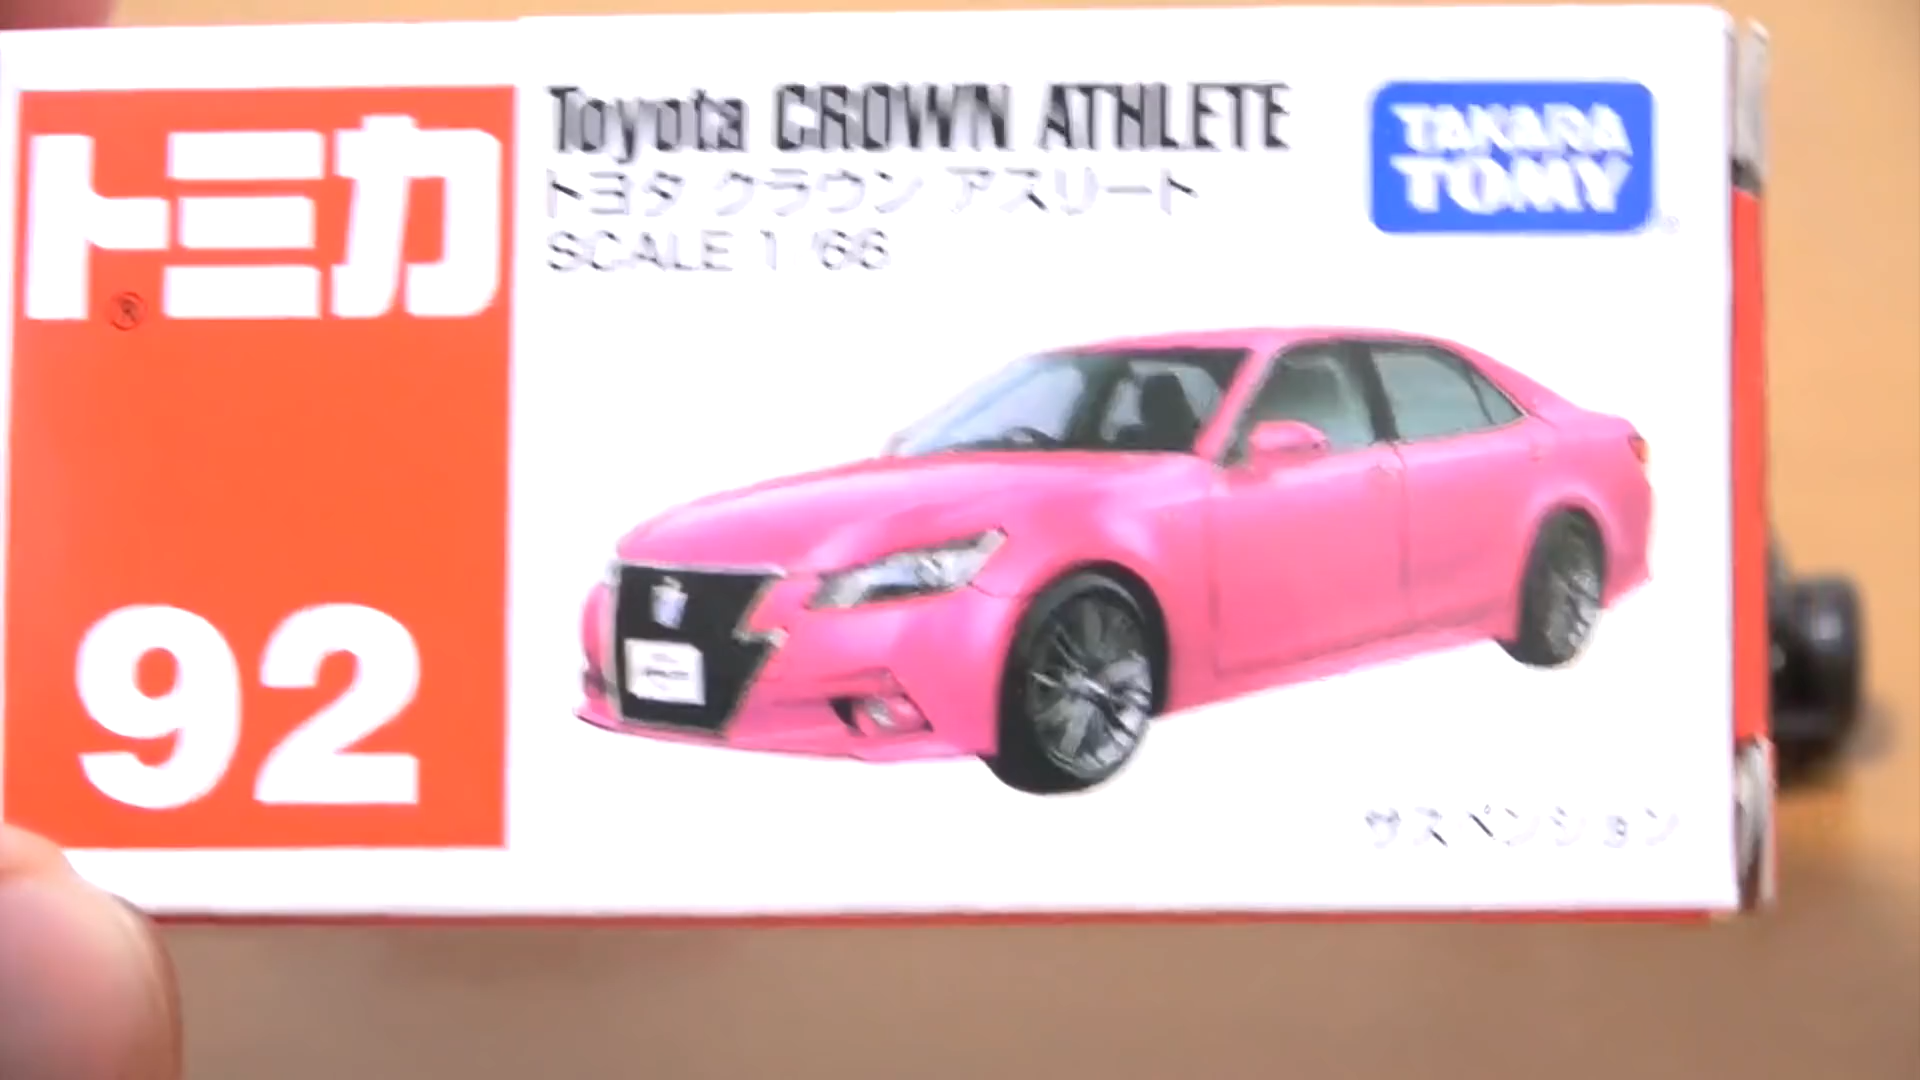 トミカ
®
92
Toyota CROWN ATHLETE
トヨタ クラウン アスリート
SCALE 1/66
TAKARA
TOMY
サスペンション